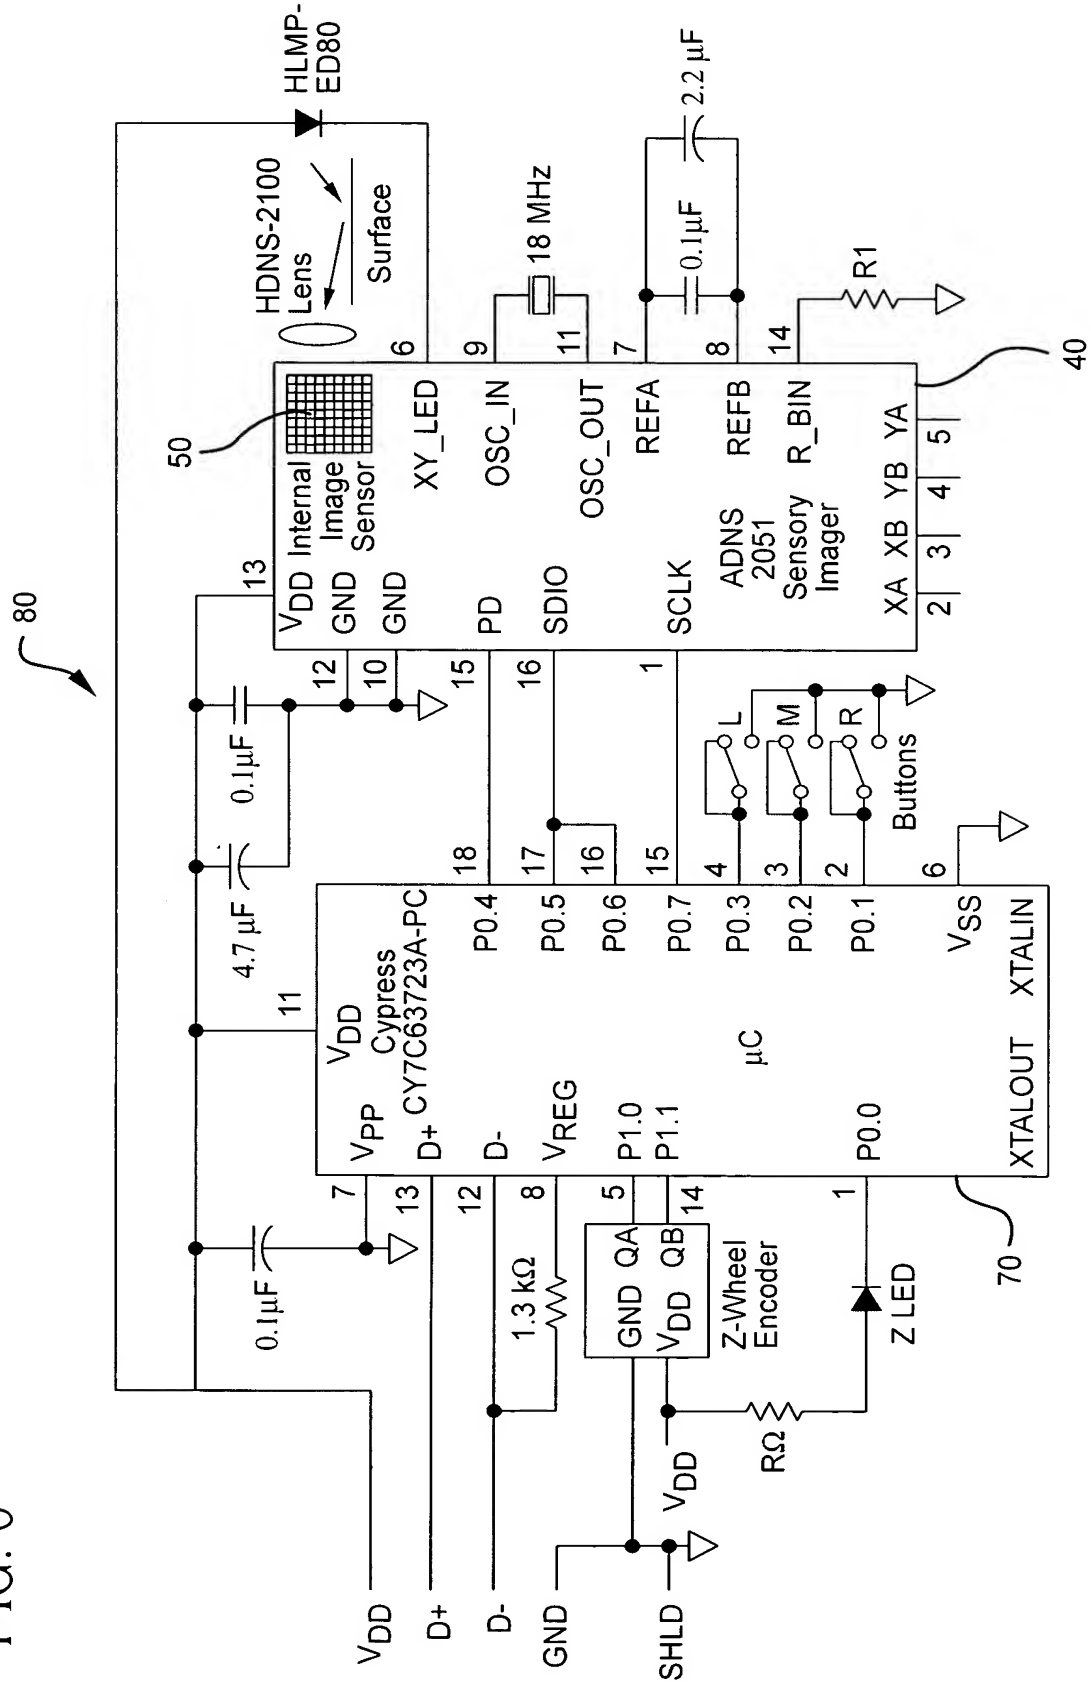 80
VDD
D+
D-
GND
SHLD
0.1μF
4.7 μF
0.1μF
11
VDD
Cypress
CY7C63723A-PC
7
VPP
13
D+
12
D-
8
VREG
1.3 kΩ
5
P1.0
14
P1.1
GND QA
VDD QB
Z-Wheel
Encoder
VDD
RΩ
Z LED
1
P0.0
μC
XTALOUT
XTALIN
70
18
P0.4
17
P0.5
16
P0.6
15
P0.7
4
P0.3
3
P0.2
2
P0.1
6
VSS
L
M
R
Buttons
13
VDD
12
GND
10
GND
15
PD
16
SDIO
1
SCLK
Internal
Image
Sensor
50
ADNS
2051
Sensory
Imager
XY_LED
6
OSC_IN
9
OSC_OUT
11
REFA
7
REFB
8
R_BIN
14
XA
XB
YB
YA
2
3
4
5
40
HDNS-2100
Lens
Surface
HLMP-
ED80
18 MHz
0.1μF
2.2 μF
R1